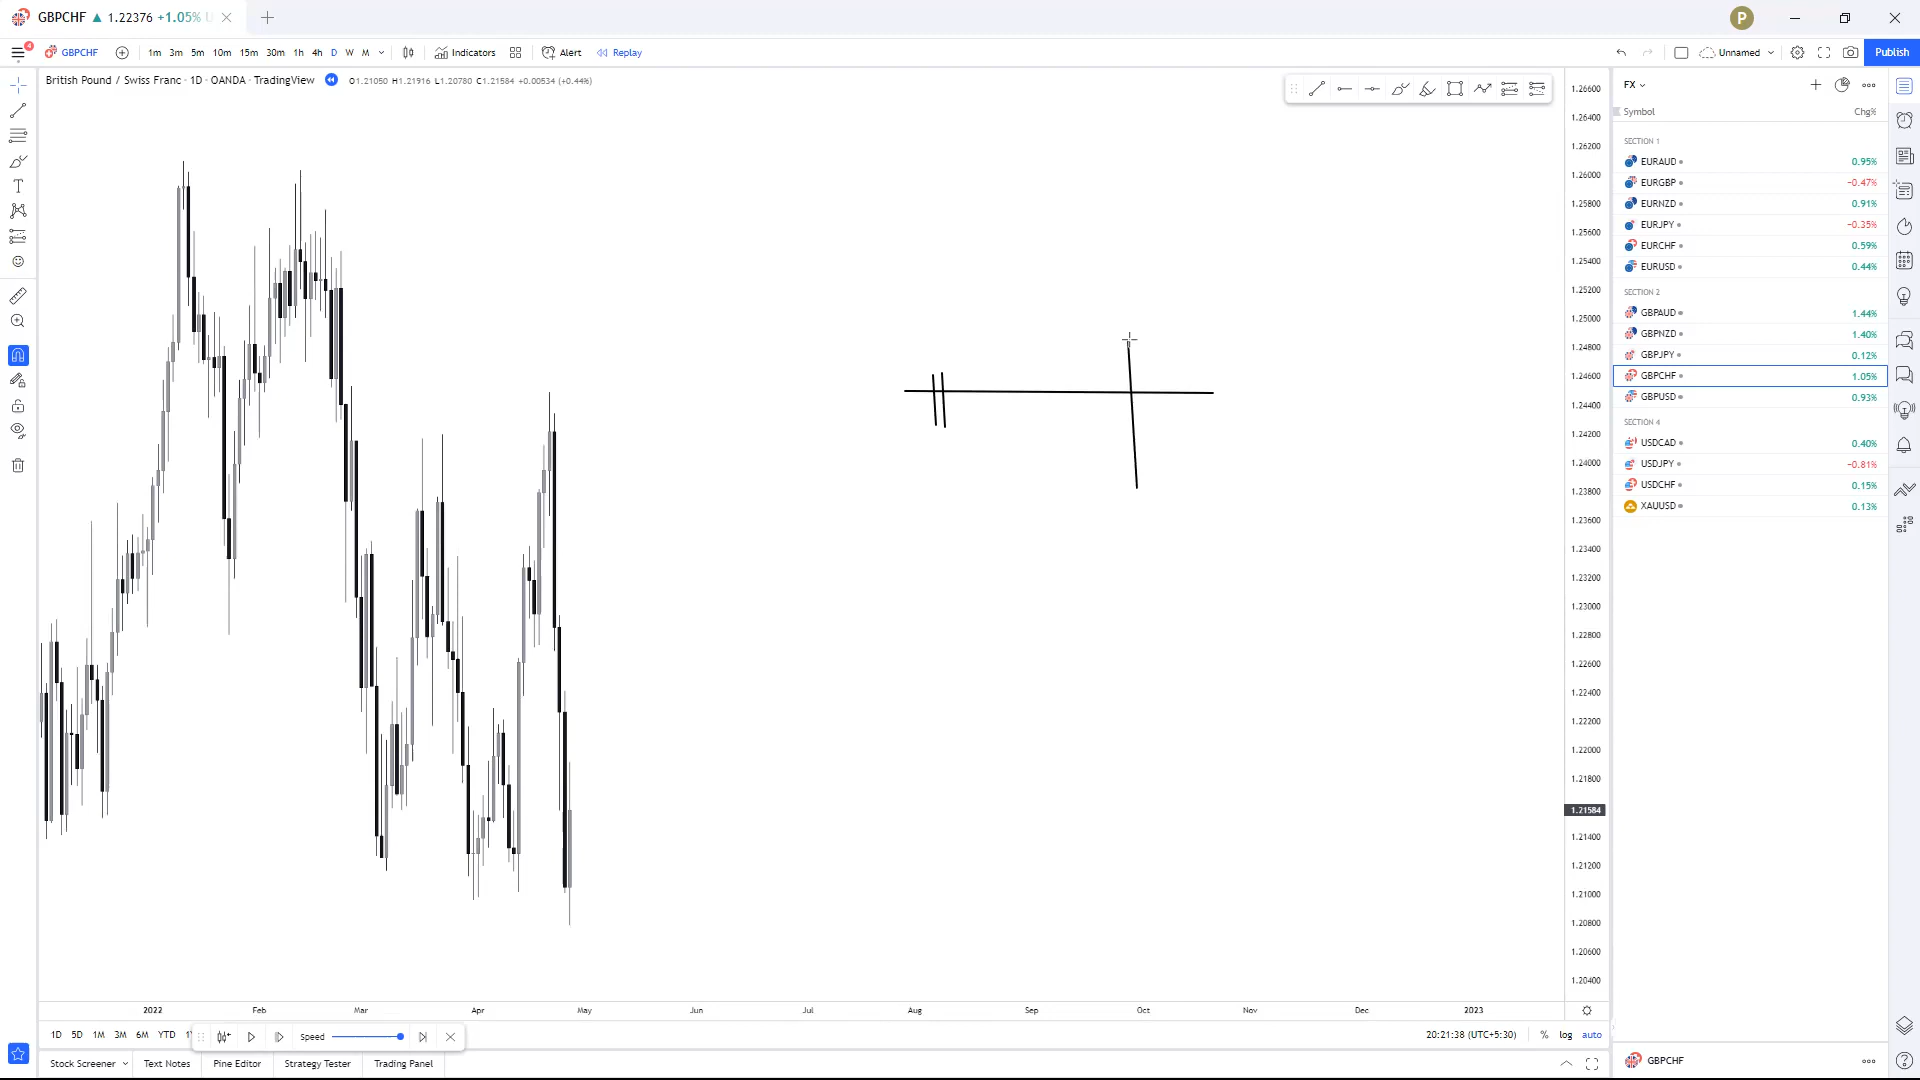 GBPCHF ▲ 1.22376 +1.05% U
P
4
GBPCHF 1m 3m 5m 10m 15m 30m 1h 4h D W M Indicators Alert Replay Unnamed Publish
British Pound / Swiss Franc · 1D · OANDA · TradingView O1.21050 H1.21916 L1.20780 C1.21584 +0.00534 (+0.44%)
1.26600
1.26400
1.26200
1.26000
1.25800
1.25600
1.25400
1.25200
1.25000
1.24800
1.24600
1.24400
1.24200
1.24000
1.23800
1.23600
1.23400
1.23200
1.23000
1.22800
1.22600
1.22400
1.22200
1.22000
1.21800
1.21584
1.21400
1.21200
1.21000
1.20800
1.20600
1.20400
FX
Symbol Chg%
SECTION 1
EURAUD 0.95%
EURGBP −0.47%
EURNZD 0.91%
EURJPY −0.35%
EURCHF 0.59%
EURUSD 0.44%
SECTION 2
GBPAUD 1.44%
GBPNZD 1.40%
GBPJPY 0.12%
GBPCHF 1.05%
GBPUSD 0.93%
SECTION 4
USDCAD 0.40%
USDJPY −0.81%
USDCHF 0.15%
XAUUSD 0.13%
2022 Feb Mar Apr May Jun Jul Aug Sep Oct Nov Dec 2023
1D 5D 1M 3M 6M YTD 1 Speed 20:21:38 (UTC+5:30) % log auto
Stock Screener Text Notes Pine Editor Strategy Tester Trading Panel
GBPCHF